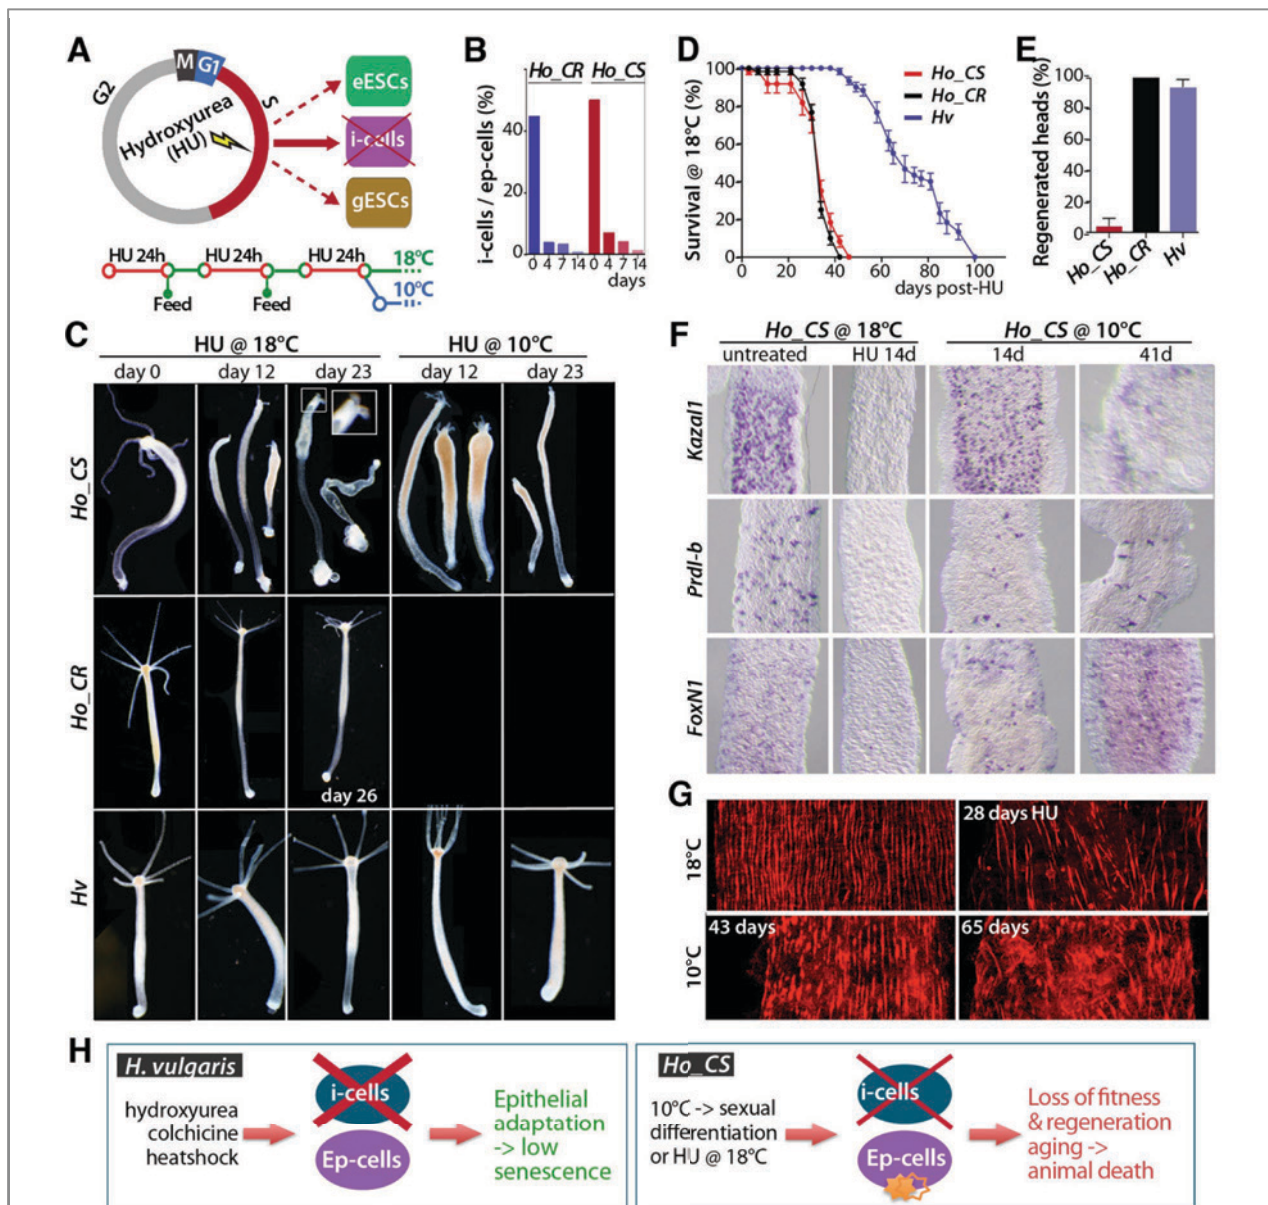 A
M
G1
G2
S
Hydroxyurea
(HU)
eESCs
i-cells
gESCs
HU 24h
HU 24h
HU 24h
18°C
10°C
Feed
Feed
B
Ho_CR
Ho_CS
i-cells / ep-cells (%)
40
20
0
0 4 7 14 0 4 7 14
days
D
Survival @ 18°C (%)
100
80
60
40
20
0
0 20 40 60 80 100
days post-HU
Ho_CS
Ho_CR
Hv
E
Regenerated heads (%)
100
80
60
40
20
0
Ho_CS
Ho_CR
Hv
C
HU @ 18°C
HU @ 10°C
day 0
day 12
day 23
day 12
day 23
Ho_CS
Ho_CR
day 26
Hv
F
Ho_CS @ 18°C
Ho_CS @ 10°C
untreated
HU 14d
14d
41d
Kazal1
Prdl-b
FoxN1
G
18°C
28 days HU
10°C
43 days
65 days
H
H. vulgaris
hydroxyurea
colchicine
heatshock
i-cells
Ep-cells
Epithelial
adaptation
-> low
senescence
Ho_CS
10°C -> sexual
differentiation
or HU @ 18°C
i-cells
Ep-cells
Loss of fitness
& regeneration
aging ->
animal death